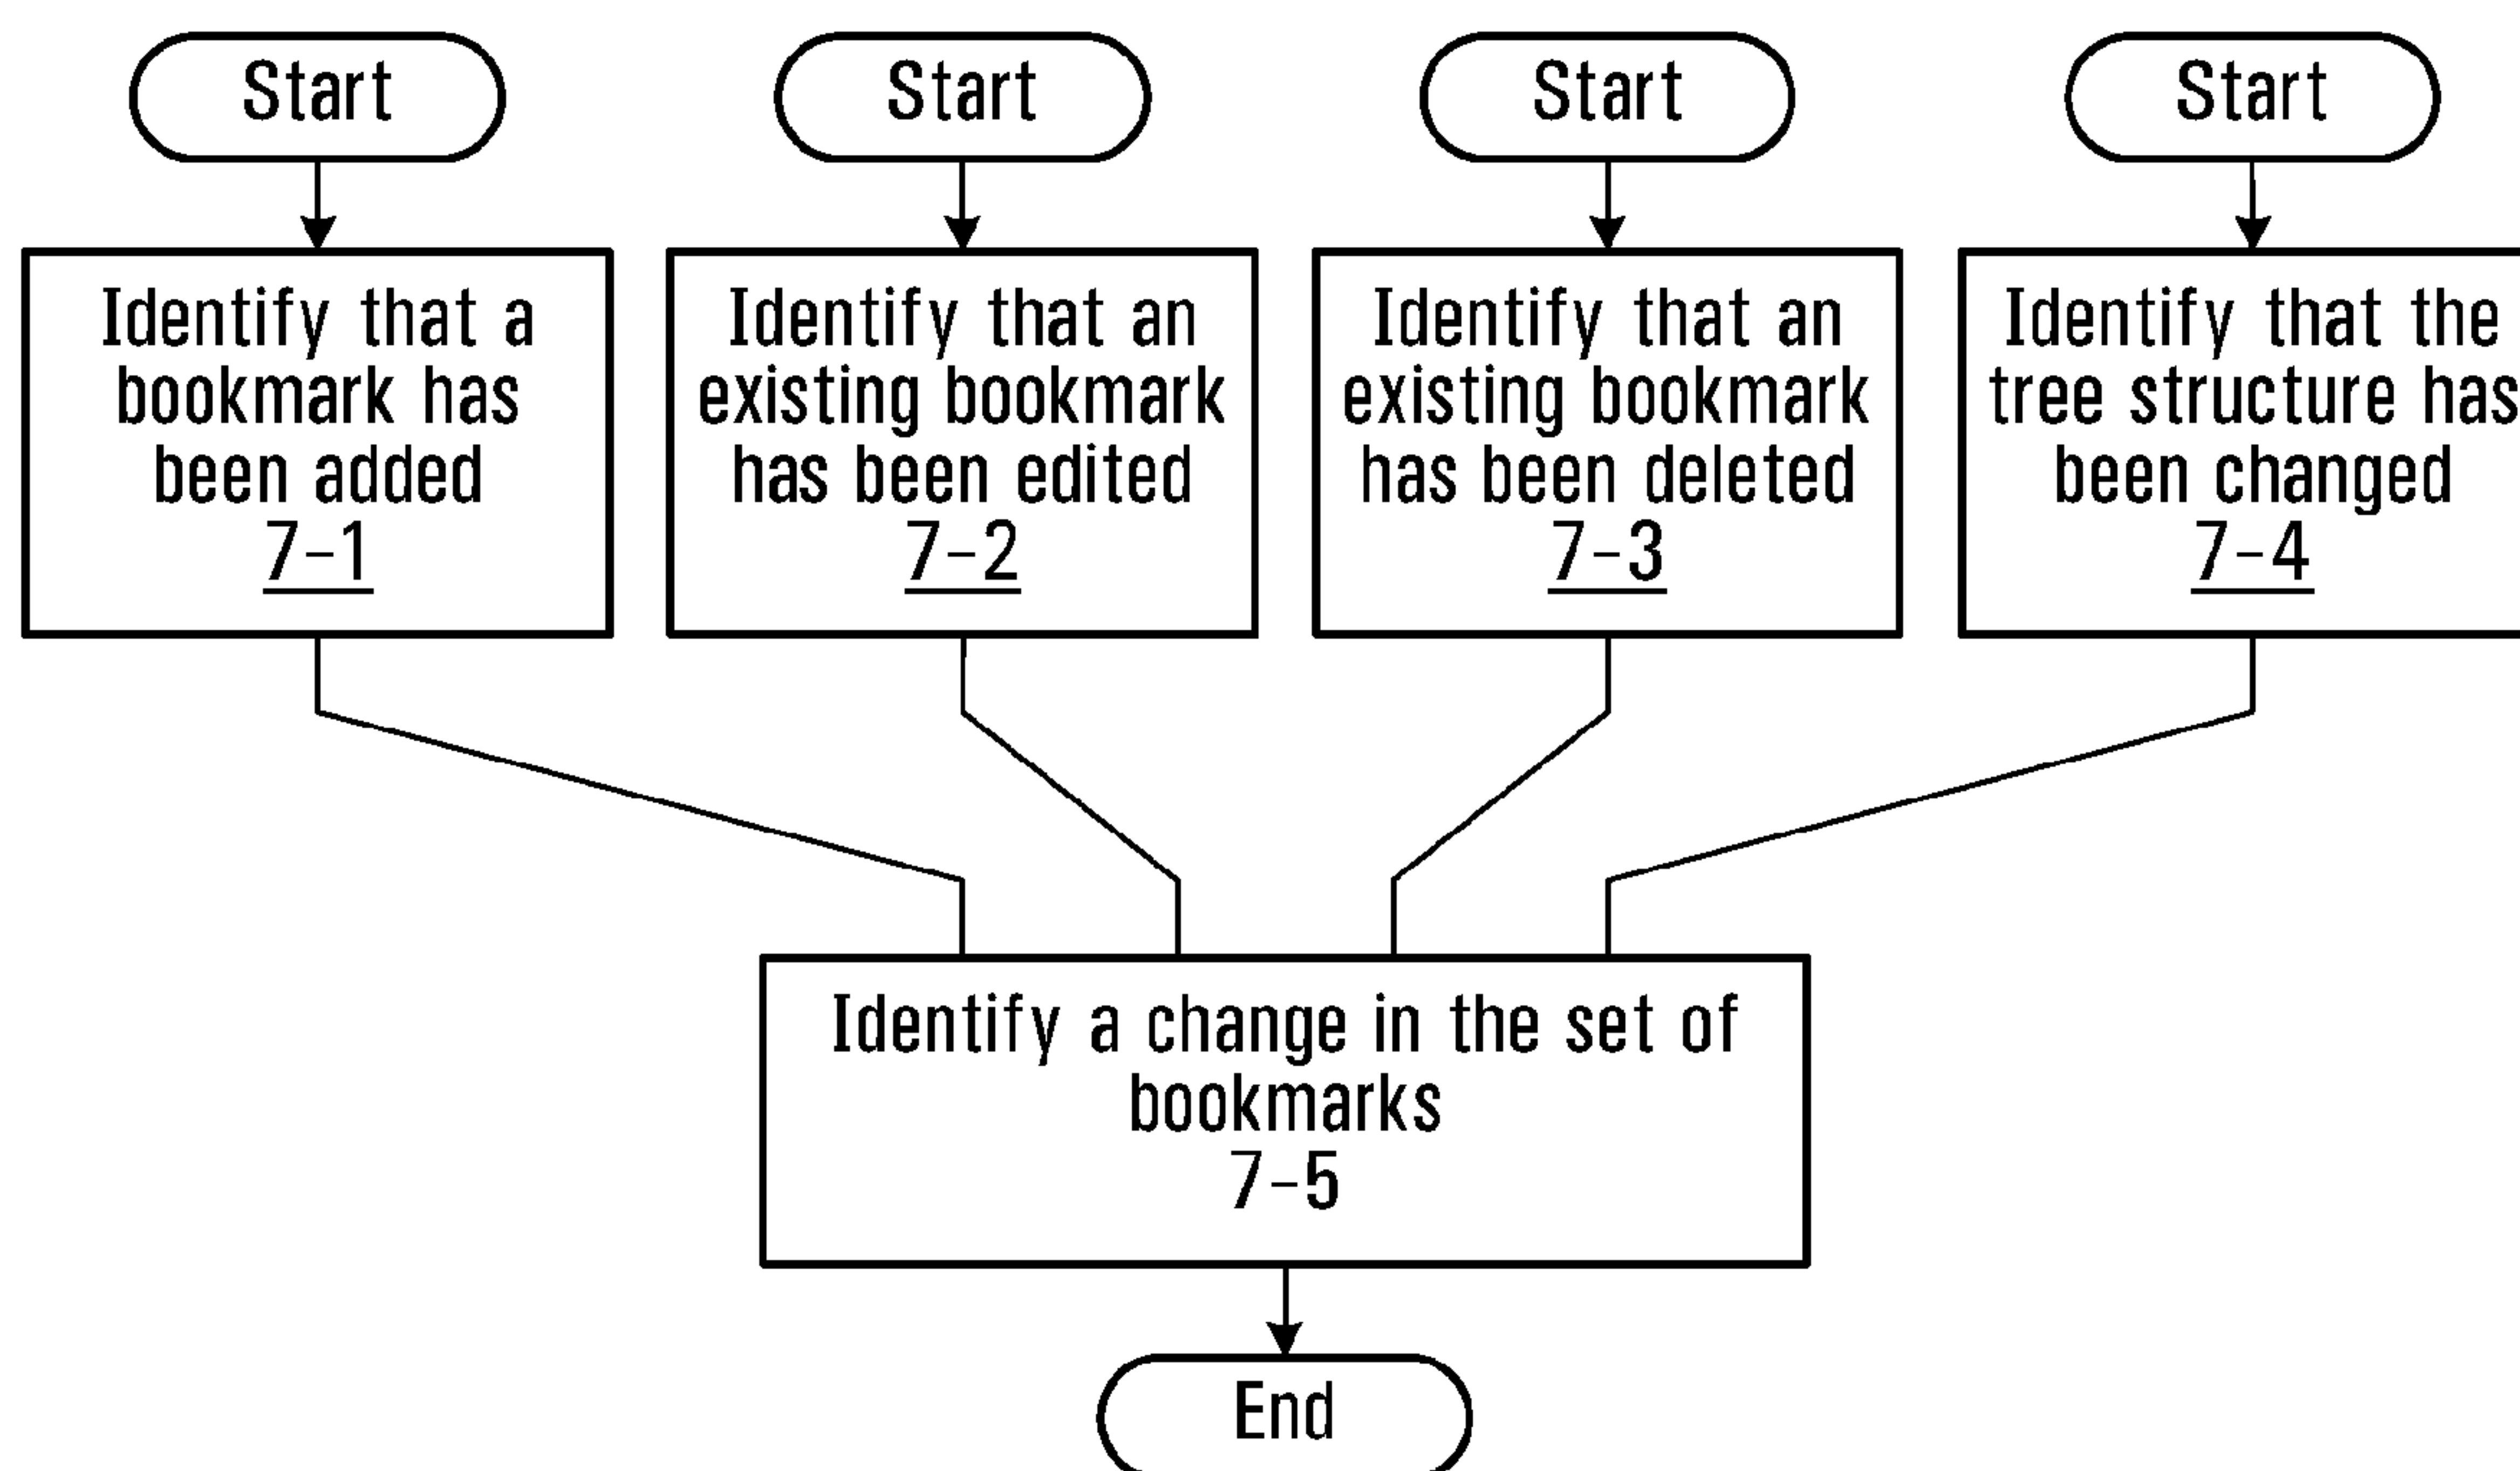 Start
Start
Start
Start
Identify that a
bookmark has
been added
7-1
Identify that an
existing bookmark
has been edited
7-2
Identify that an
existing bookmark
has been deleted
7-3
Identify that the
tree structure has
been changed
7-4
Identify a change in the set of
bookmarks
7-5
End